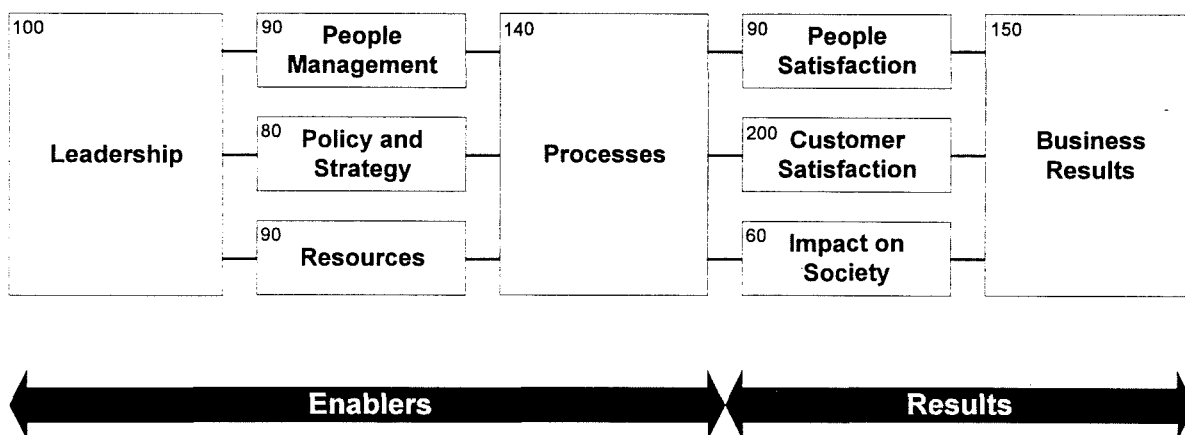 100
Leadership
90
People
Management
80
Policy and
Strategy
90
Resources
140
Processes
90
People
Satisfaction
200
Customer
Satisfaction
60
Impact on
Society
150
Business
Results
Enablers
Results